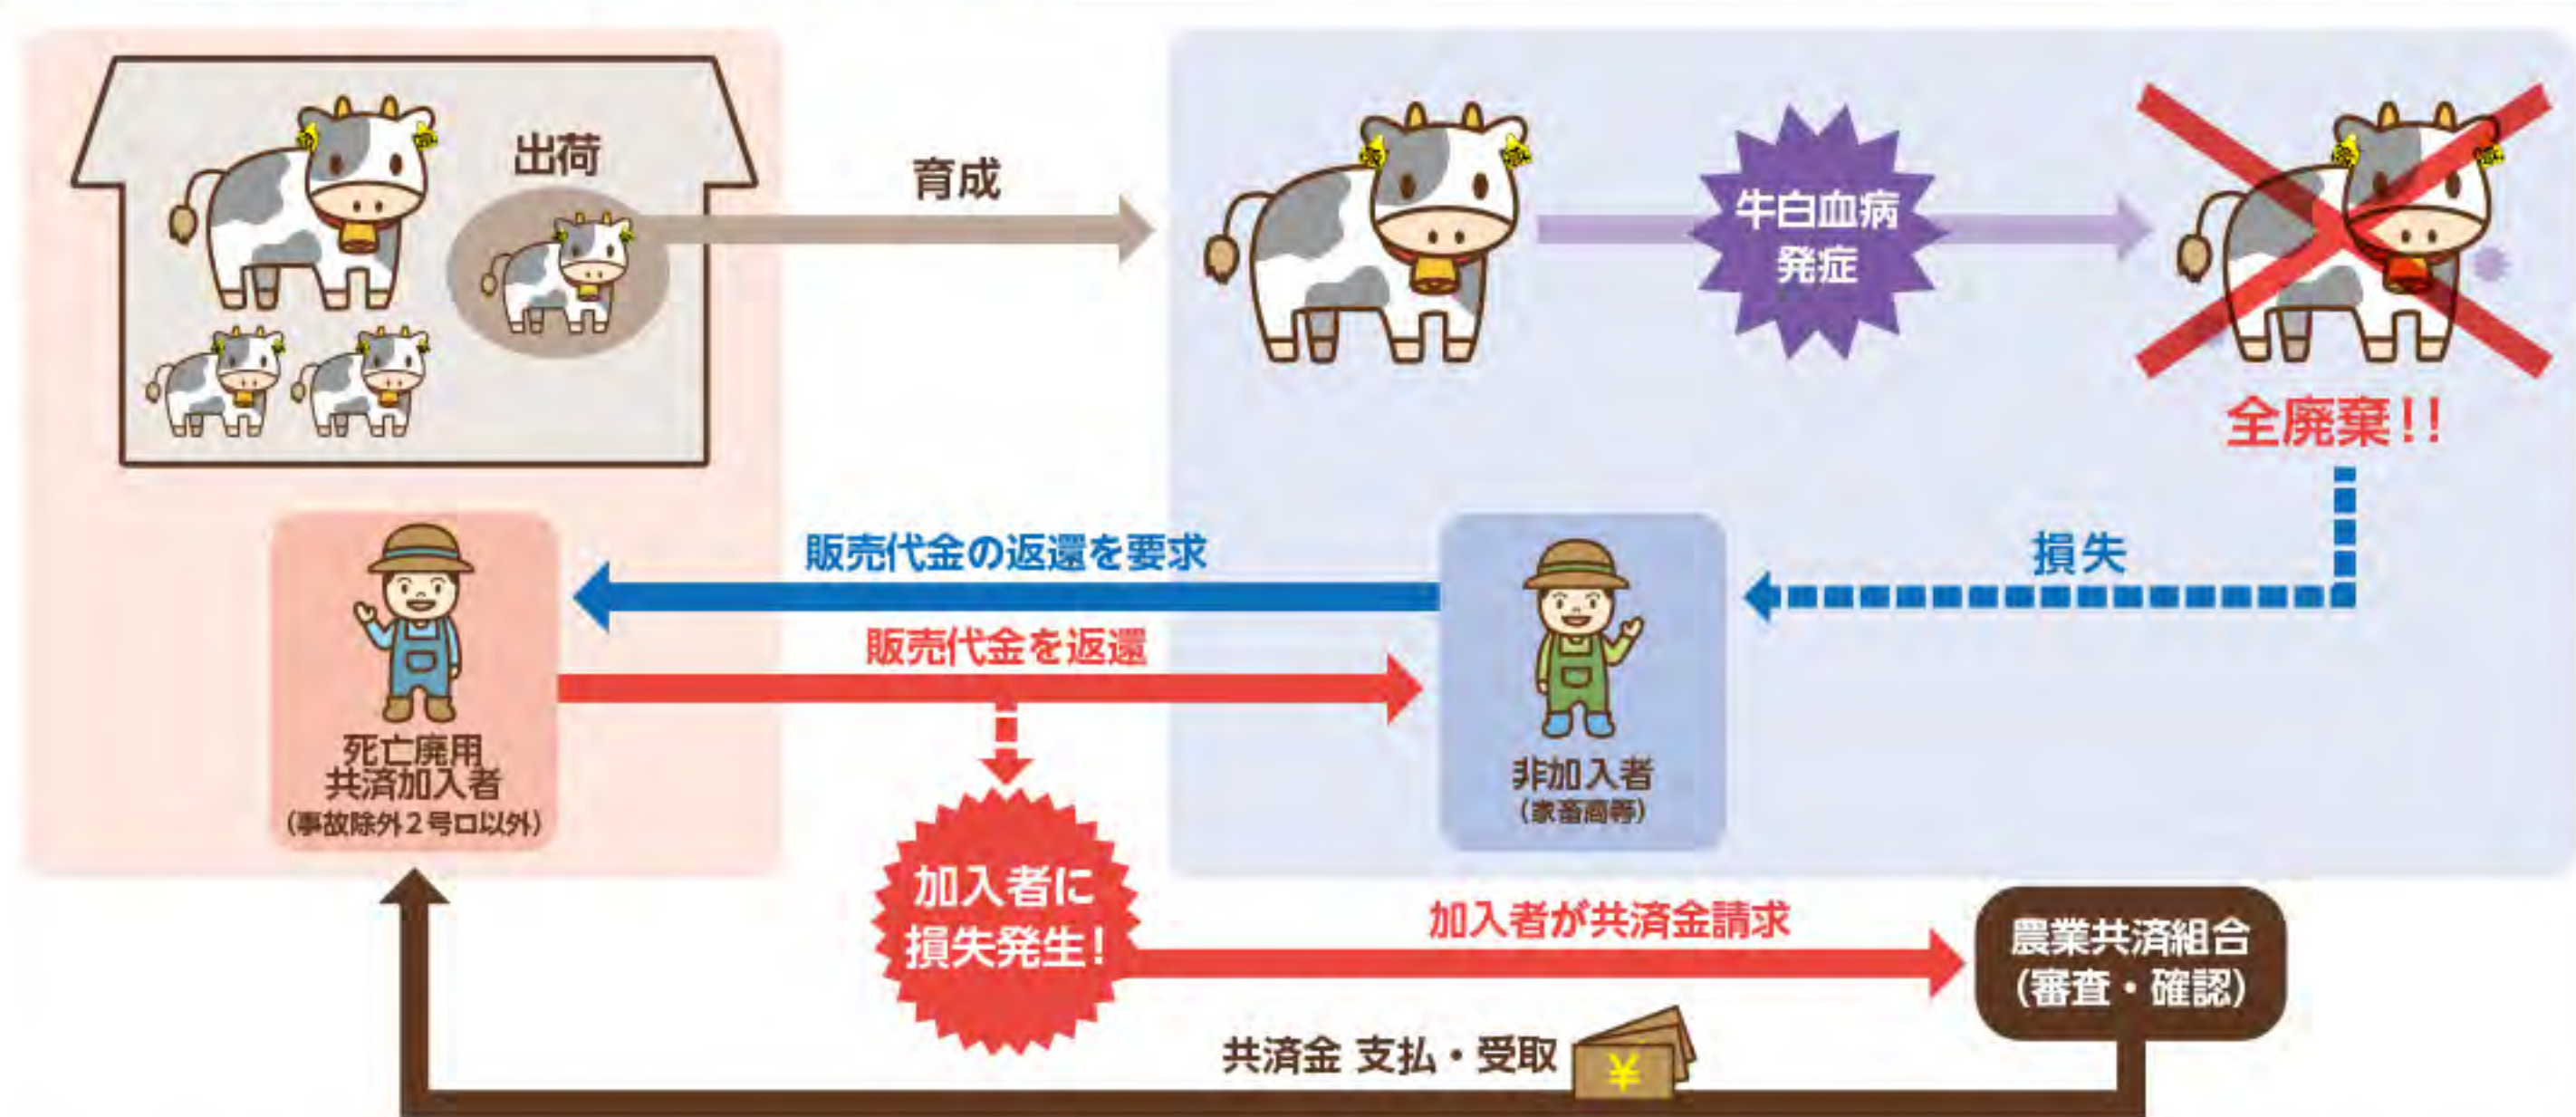 出荷
育成
牛白血病
発症
全廃棄!!
損失
販売代金の返還を要求
販売代金を返還
死亡廃用
共済加入者
(事故除外2号ロ以外)
非加入者
(家畜商等)
加入者に
損失発生!
加入者が共済金請求
農業共済組合
(審査・確認)
共済金 支払・受取
¥